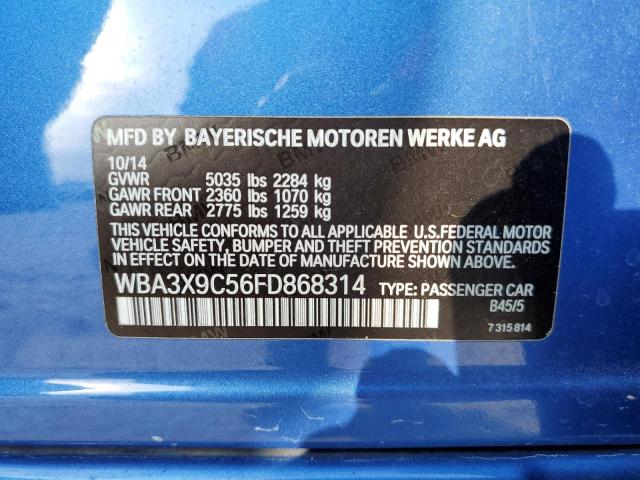 MFD BY BAYERISCHE MOTOREN WERKE AG
10/14
GVWR 5035 lbs 2284 kg
GAWR FRONT 2360 lbs 1070 kg
GAWR REAR 2775 lbs 1259 kg
THIS VEHICLE CONFORMS TO ALL APPLICABLE U.S.FEDERAL MOTOR
VEHICLE SAFETY, BUMPER AND THEFT PREVENTION STANDARDS
IN EFFECT ON THE DATE OF MANUFACTURE SHOWN ABOVE.
WBA3X9C56FD868314 TYPE: PASSENGER CAR
B45/5
7 315 814